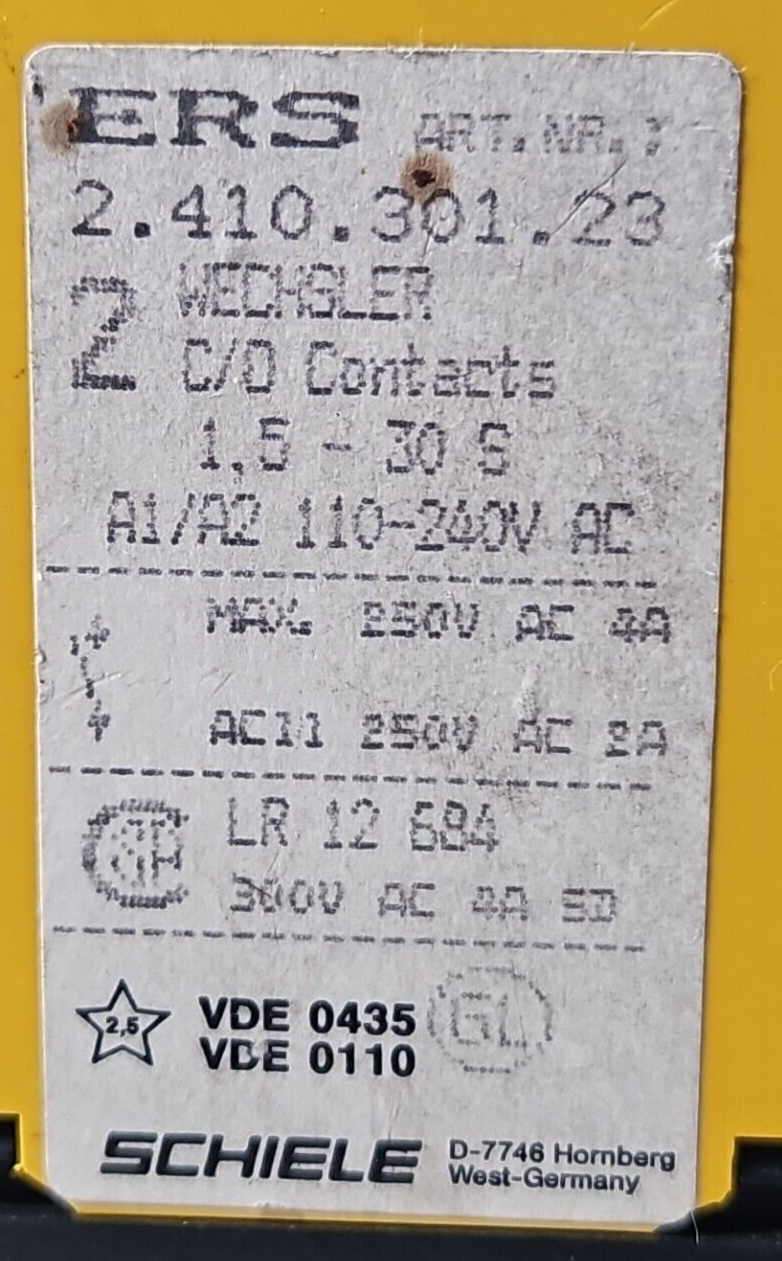 ERS ART.NR.:
2.410.301.23
2 WECHSLER
C/O Contacts
1,5 - 30 S
A1/A2 110-240V AC
MAX. 250V AC 4A
AC11 250V AC 2A
LR 12 684
300V AC 4A SD
2,5 VDE 0435 GL
VDE 0110
SCHIELE D-7746 Hornberg
West-Germany